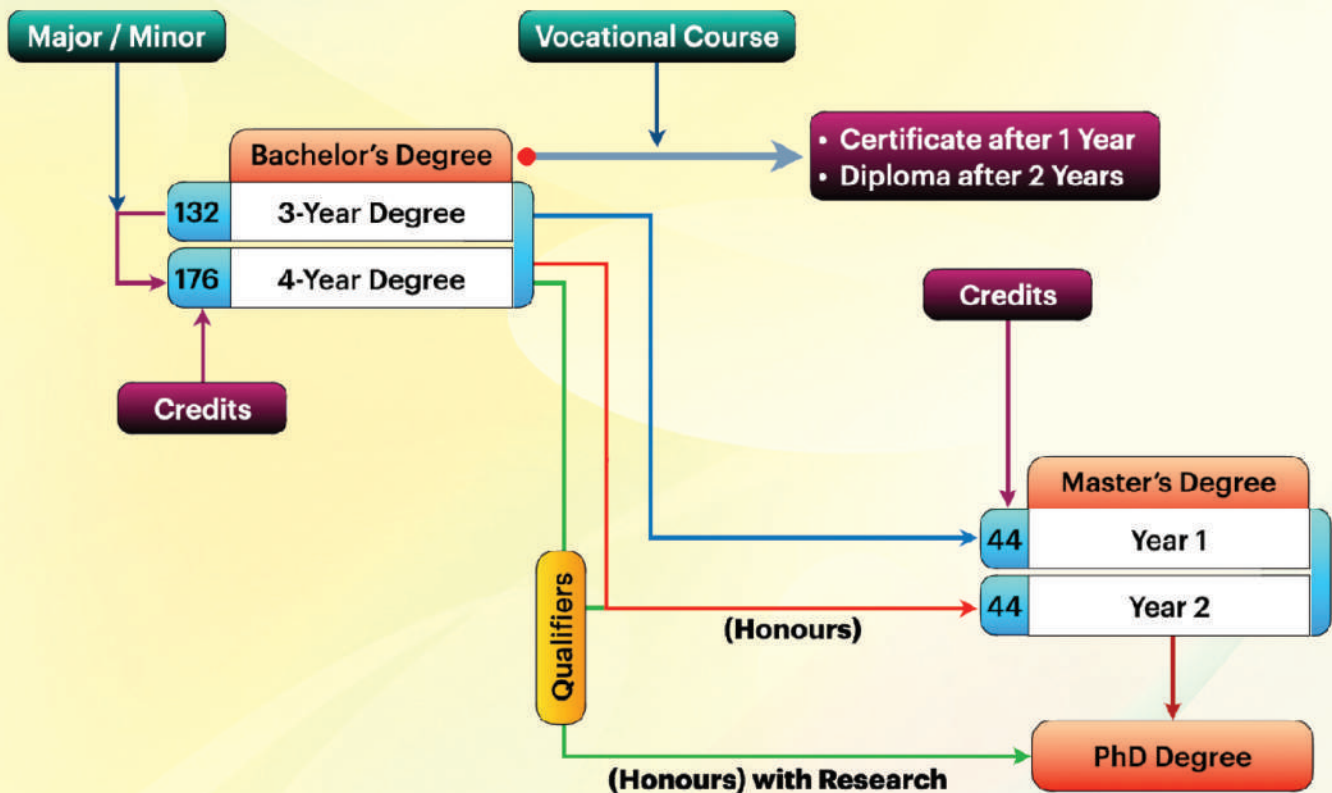 Major / Minor
Vocational Course
• Certificate after 1 Year
• Diploma after 2 Years
Bachelor's Degree
132 3-Year Degree
176 4-Year Degree
Credits
Credits
Master's Degree
44 Year 1
44 Year 2
Qualifiers
(Honours)
PhD Degree
(Honours) with Research